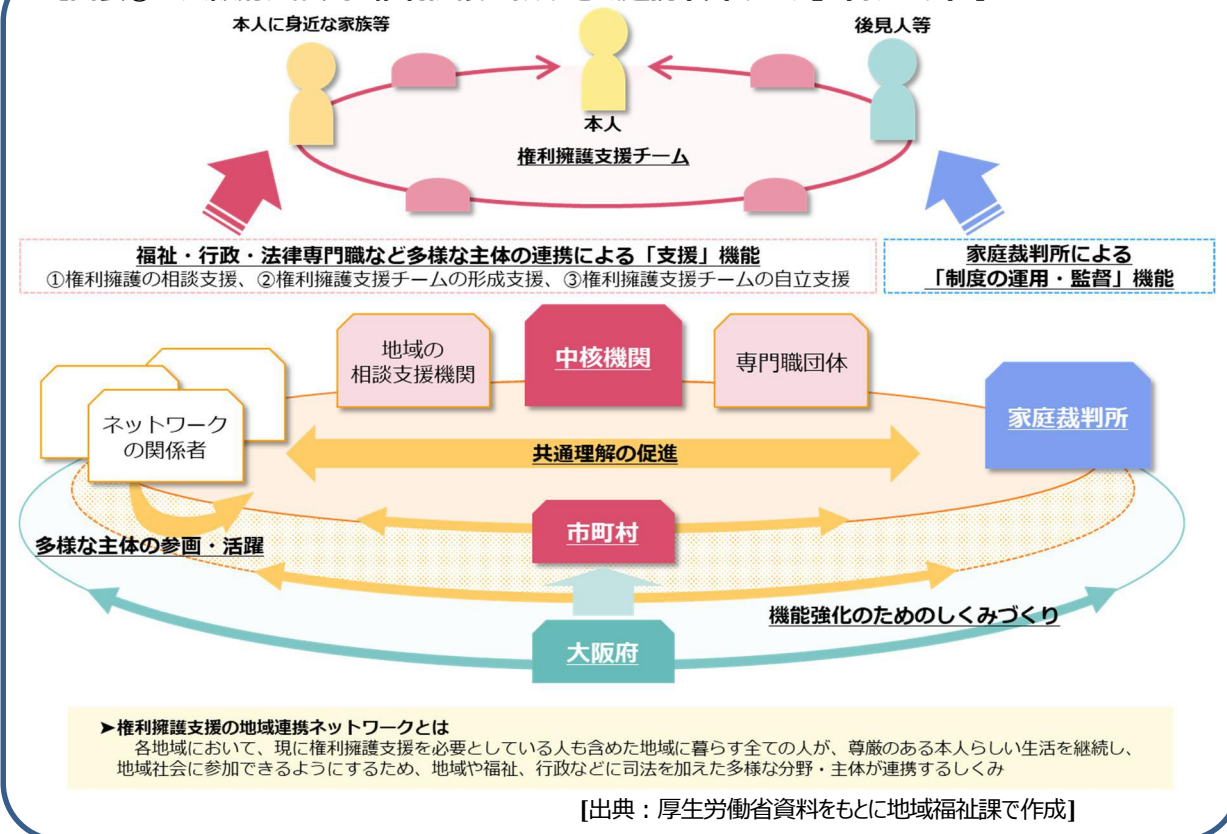 本人に身近な家族等
後見人等
本人
権利擁護支援チーム
福祉・行政・法律専門職など多様な主体の連携による「支援」機能
①権利擁護の相談支援、②権利擁護支援チームの形成支援、③権利擁護支援チームの自立支援
家庭裁判所による
「制度の運用・監督」機能
地域の
相談支援機関
中核機関
専門職団体
ネットワーク
の関係者
家庭裁判所
共通理解の促進
市町村
多様な主体の参画・活躍
機能強化のためのしくみづくり
大阪府
➤権利擁護支援の地域連携ネットワークとは
各地域において、現に権利擁護支援を必要としている人も含めた地域に暮らす全ての人が、尊厳のある本人らしい生活を継続し、
地域社会に参加できるようにするため、地域や福祉、行政などに司法を加えた多様な分野・主体が連携するしくみ
[出典：厚生労働省資料をもとに地域福祉課で作成]